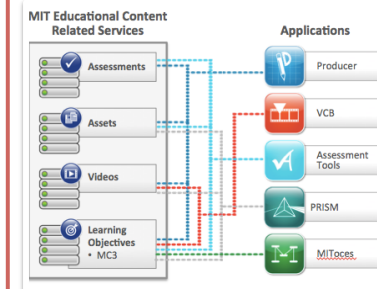 MIT Educational Content
Related Services
Applications
Assessments
Assets
Videos
Learning
Objectives
• MC3
Producer
VCB
Assessment
Tools
PRISM
MIToces